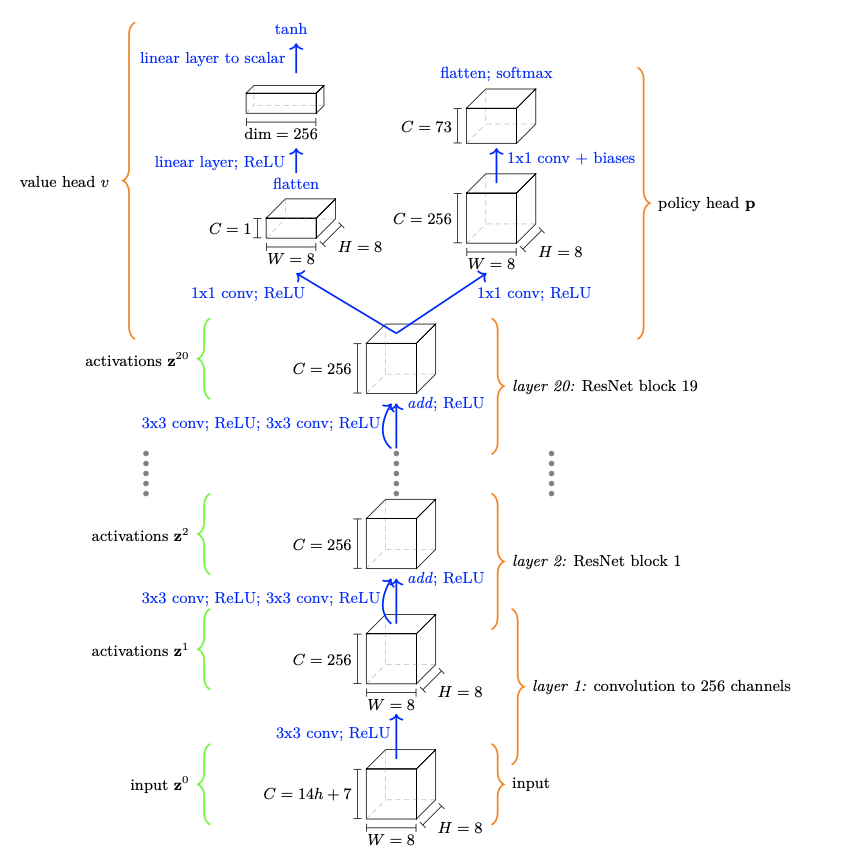 tanh
linear layer to scalar
flatten; softmax
C = 73
dim = 256
linear layer; ReLU
1x1 conv + biases
value head v
flatten
policy head p
C = 1
H = 8
W = 8
C = 256
H = 8
W = 8
1x1 conv; ReLU
1x1 conv; ReLU
activations z²⁰
C = 256
layer 20: ResNet block 19
add; ReLU
3x3 conv; ReLU; 3x3 conv; ReLU
activations z²
C = 256
layer 2: ResNet block 1
add; ReLU
3x3 conv; ReLU; 3x3 conv; ReLU
activations z¹
C = 256
H = 8
W = 8
layer 1: convolution to 256 channels
3x3 conv; ReLU
input z⁰
C = 14h + 7
input
H = 8
W = 8